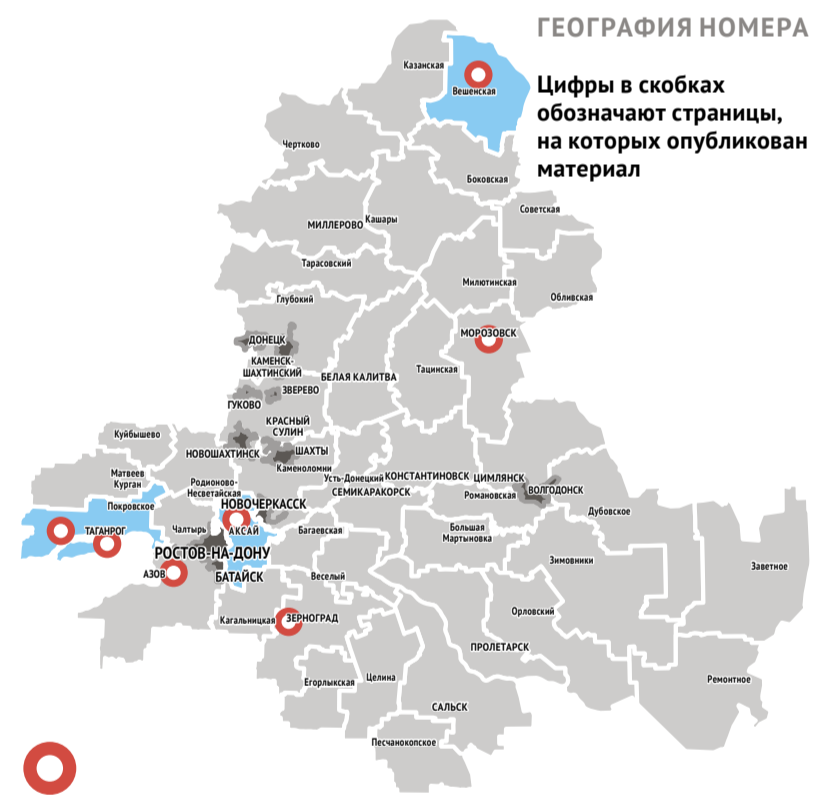 ГЕОГРАФИЯ НОМЕРА
Цифры в скобках
обозначают страницы,
на которых опубликован
материал
Казанская
Вешенская
Чертково
Боковская
Советская
МИЛЛЕРОВО
Кашары
Тарасовский
Милютинская
Обливская
Глубокий
МОРОЗОВСК
ДОНЕЦК
КАМЕНСК-
ШАХТИНСКИЙ
БЕЛАЯ КАЛИТВА
Тацинская
ЗВЕРЕВО
ГУКОВО
КРАСНЫЙ
СУЛИН
Куйбышево
НОВОШАХТИНСК
ШАХТЫ
Каменоломни
Матвеев
Курган
Родионово-
Несветайская
Усть-Донецкий
КОНСТАНТИНОВСК
ЦИМЛЯНСК
СЕМИКАРАКОРСК
Романовская
ВОЛГОДОНСК
Покровское
НОВОЧЕРКАССК
Дубовское
ТАГАНРОГ
Чалтырь
АКСАЙ
Багаевская
Большая
Мартыновка
РОСТОВ-НА-ДОНУ
Зимовники
Заветное
АЗОВ
БАТАЙСК
Веселый
Орловский
Кагальницкая
ЗЕРНОГРАД
ПРОЛЕТАРСК
Егорлыкская
Целина
Ремонтное
САЛЬСК
Песчанокопское